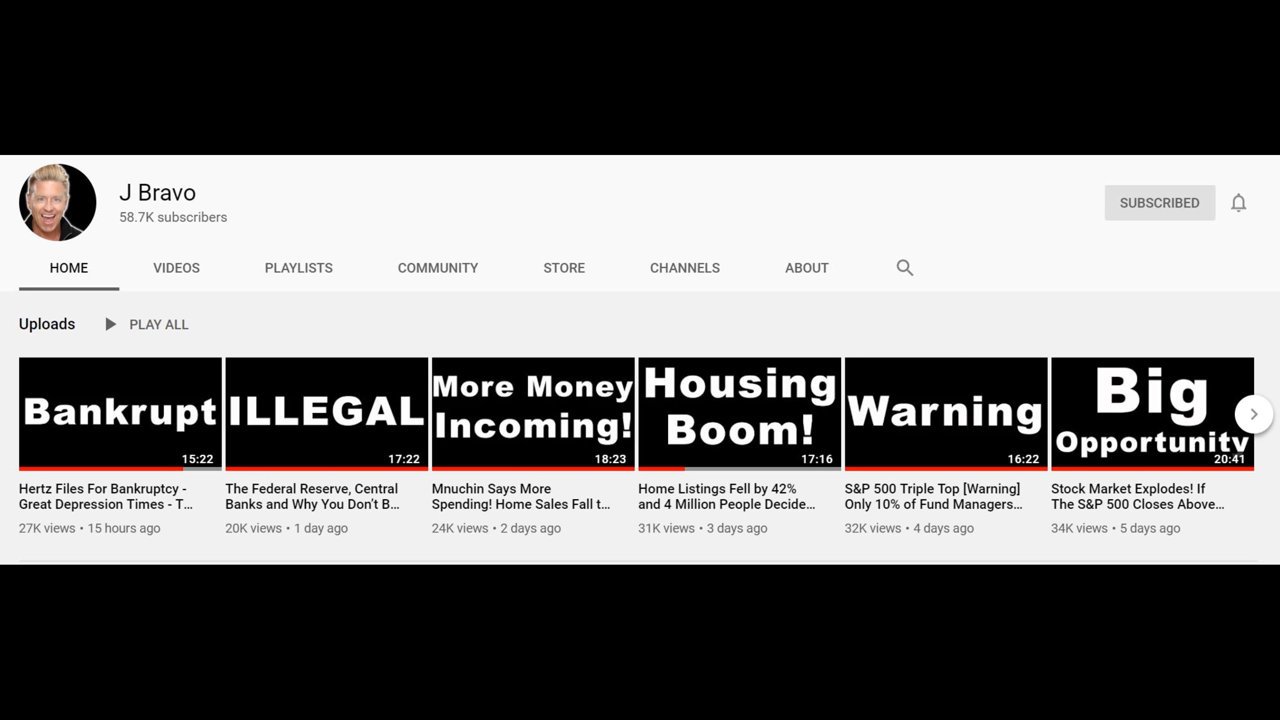 J Bravo
58.7K subscribers
SUBSCRIBED
HOME VIDEOS PLAYLISTS COMMUNITY STORE CHANNELS ABOUT
Uploads PLAY ALL
Bankrupt
15:22
Hertz Files For Bankruptcy -
Great Depression Times - T...
27K views • 15 hours ago
ILLEGAL
17:22
The Federal Reserve, Central
Banks and Why You Don't B...
20K views • 1 day ago
More Money
Incoming!
18:23
Mnuchin Says More
Spending! Home Sales Fall t...
24K views • 2 days ago
Housing
Boom!
17:16
Home Listings Fell by 42%
and 4 Million People Decide...
31K views • 3 days ago
Warning
16:22
S&P 500 Triple Top [Warning]
Only 10% of Fund Managers...
32K views • 4 days ago
Big
Opportunity
20:41
Stock Market Explodes! If
The S&P 500 Closes Above...
34K views • 5 days ago